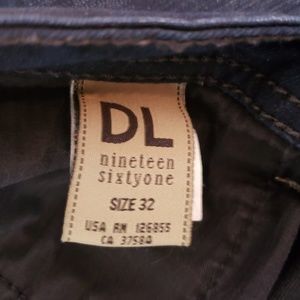 DL
nineteen
sixtyone
SIZE 32
USA RN 126855
CA 37580